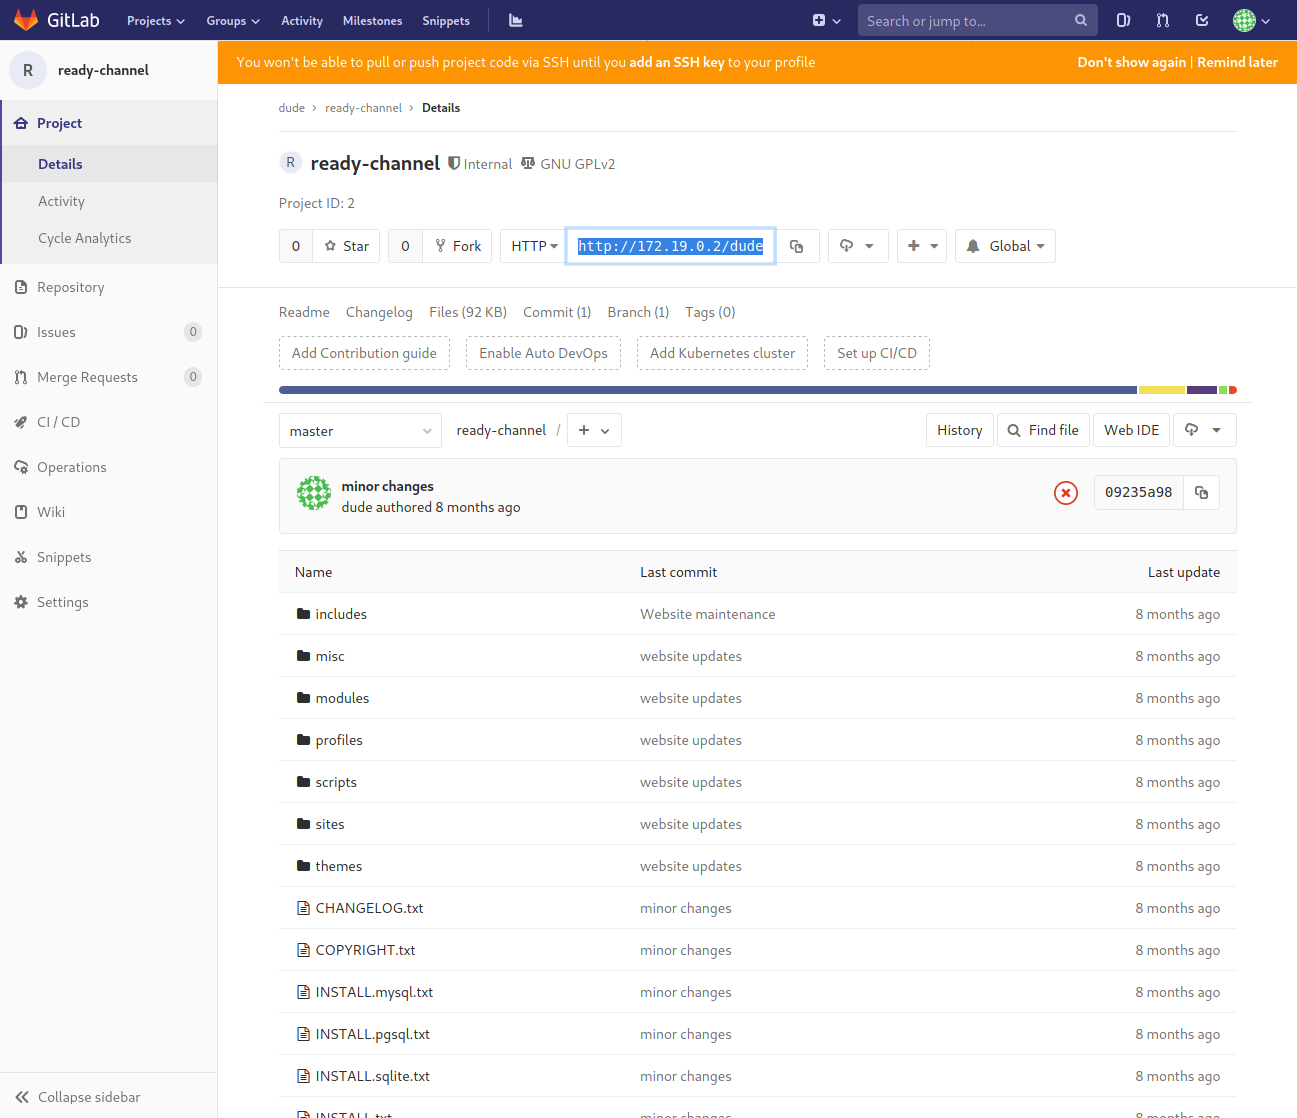 GitLab Projects Groups Activity Milestones Snippets Search or jump to...
R ready-channel
You won't be able to pull or push project code via SSH until you add an SSH key to your profile Don't show again | Remind later
dude > ready-channel > Details
Project
Details
Activity
Cycle Analytics
Repository
Issues 0
Merge Requests 0
CI / CD
Operations
Wiki
Snippets
Settings
Collapse sidebar
R ready-channel Internal GNU GPLv2
Project ID: 2
0 Star 0 Fork HTTP http://172.19.0.2/dude Global
Readme Changelog Files (92 KB) Commit (1) Branch (1) Tags (0)
Add Contribution guide Enable Auto DevOps Add Kubernetes cluster Set up CI/CD
master ready-channel / + History Find file Web IDE
minor changes
dude authored 8 months ago 09235a98
Name Last commit Last update
includes Website maintenance 8 months ago
misc website updates 8 months ago
modules website updates 8 months ago
profiles website updates 8 months ago
scripts website updates 8 months ago
sites website updates 8 months ago
themes website updates 8 months ago
CHANGELOG.txt minor changes 8 months ago
COPYRIGHT.txt minor changes 8 months ago
INSTALL.mysql.txt minor changes 8 months ago
INSTALL.pgsql.txt minor changes 8 months ago
INSTALL.sqlite.txt minor changes 8 months ago
INSTALL.txt minor changes 8 months ago